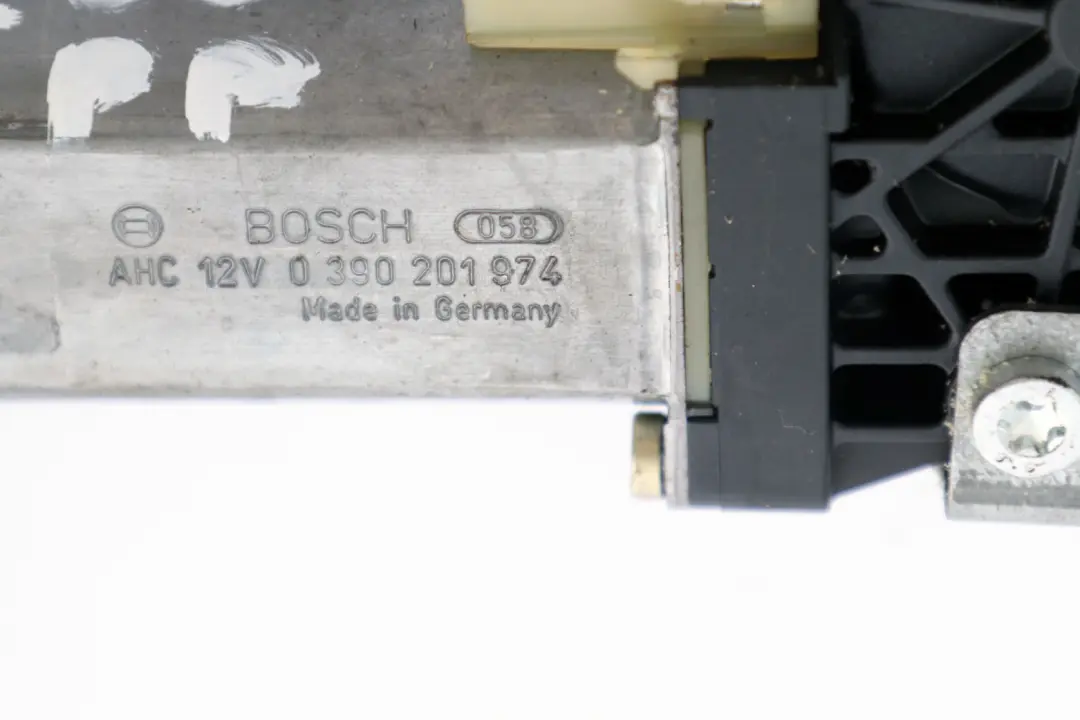 BOSCH 058
AHC 12V 0 390 201 974
Made in Germany